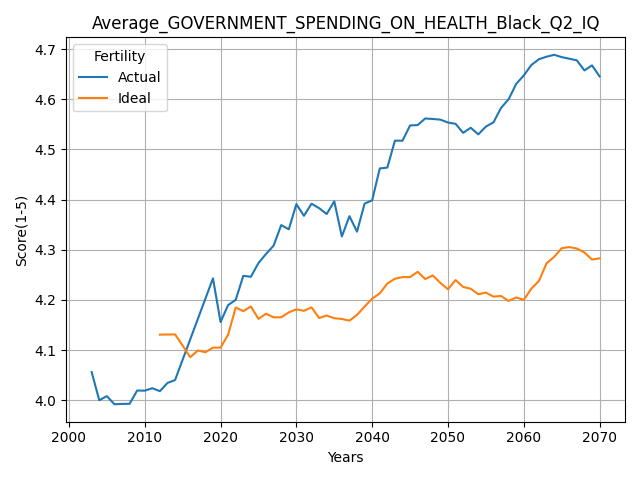 Average_GOVERNMENT_SPENDING_ON_HEALTH_Black_Q2_IQ
Fertility
Actual
Ideal
Score(1-5)
4.7
4.6
4.5
4.4
4.3
4.2
4.1
4.0
2000 2010 2020 2030 2040 2050 2060 2070
Years